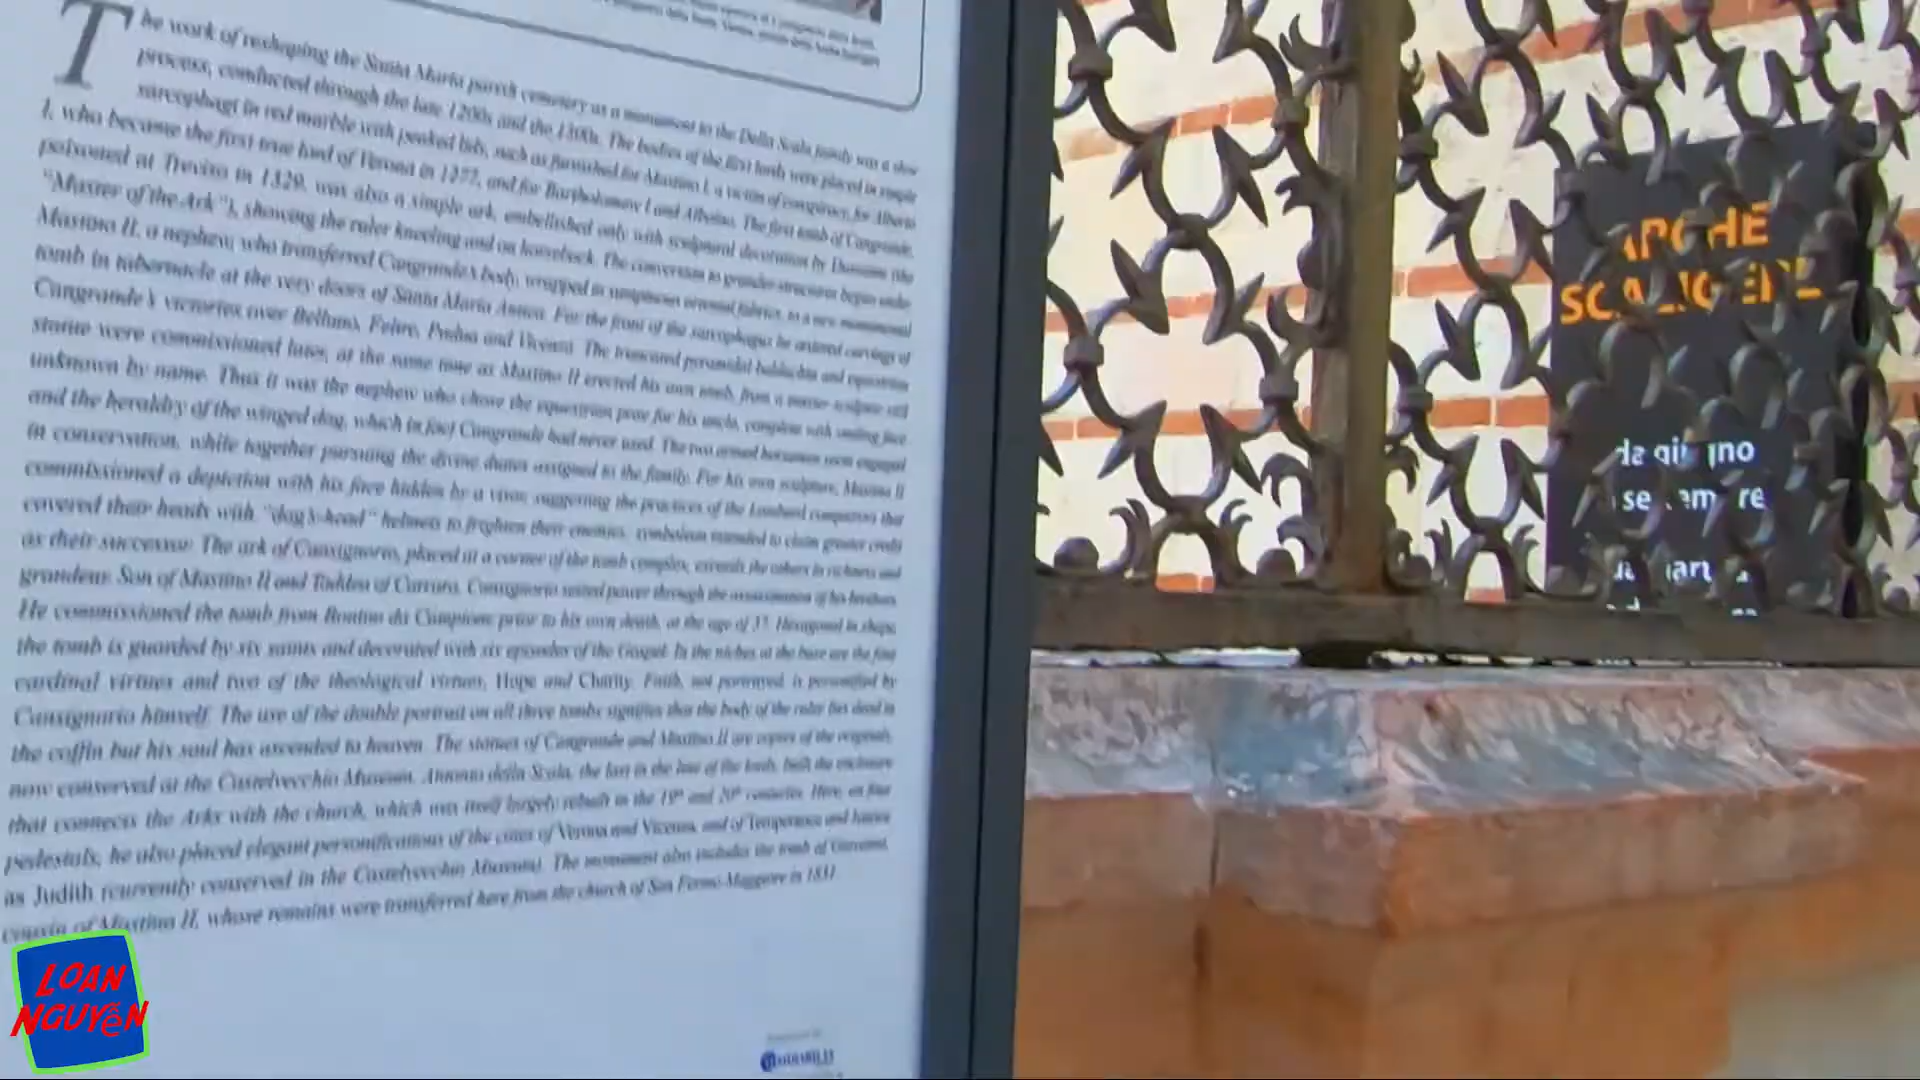 The work of reshaping the Santa Maria parish cemetery as a monument to the Della Scala family was a slow
process, conducted through the late 1200s and the 1300s. The bodies of the first lords were placed in simple
sarcophagi in red marble with peaked lids, such as furnished for Mastino I, a victim of conspiracy, for Alberto
I, who became the first true lord of Verona in 1277, and for Bartholomew I and Alboino. The first tomb of Cangrande,
poisoned at Treviso in 1329, was also a simple ark, embellished only with sculptural decoration by Damiano (the
"Master of the Ark"), showing the ruler kneeling and on horseback. The conversion to grander structures began under
Mastino II, a nephew, who transferred Cangrande's body, wrapped in sumptuous oriental fabrics, to a new monumental
tomb in tabernacle at the very doors of Santa Maria Antica. For the front of the sarcophagus he ordered carvings of
Cangrande's victories over Belluno, Feltre, Padua and Vicenza. The truncated pyramidal baldachin and equestrian
statue were commissioned later, at the same time as Mastino II erected his own tomb, from a master sculptor still
unknown by name. Thus it was the nephew who chose the equestrian pose for his uncle, complete with smiling face
and the heraldry of the winged dog, which in fact Cangrande had never used. The two armed horsemen seem engaged
in conservation, while together pursuing the divine duties assigned to the family. For his own sculpture, Mastino II
commissioned a depiction with his face hidden by a visor, suggesting the practices of the Lombard conquerors that
covered their heads with "dog's-head" helmets to frighten their enemies, symbolism intended to claim greater credit
as their successor. The ark of Cansignorio, placed at a corner of the tomb complex, exceeds the others in richness and
grandeur. Son of Mastino II and Taddea of Carrara, Cansignorio seized power through the assassination of his brothers.
He commissioned the tomb from Bonino da Campione prior to his own death, at the age of 37. Hexagonal in shape,
the tomb is guarded by six saints and decorated with six episodes of the Gospel. In the niches at the base are the four
cardinal virtues and two of the theological virtues, Hope and Charity. Faith, not portrayed, is personified by
Cansignorio himself. The use of the double portrait on all three tombs signifies that the body of the ruler lies dead in
the coffin but his soul has ascended to heaven. The statues of Cangrande and Mastino II are copies of the originals,
now conserved at the Castelvecchio Museum. Antonio della Scala, the last in the line of the lords, built the enclosure
that connects the Arks with the church, which was itself largely rebuilt in the 19th and 20th centuries. Here, on four
pedestals, he also placed elegant personifications of the cities of Verona and Vicenza, and of Temperance and Justice
as Judith (currently conserved in the Castelvecchio Museum). The monument also includes the tomb of Giovanni,
cousin of Mastino II, whose remains were transferred here from the church of San Fermo Maggiore in 1831.
ARCHE
SCALIGERE
da giugno
settembre
LOAN
NGUYỄN